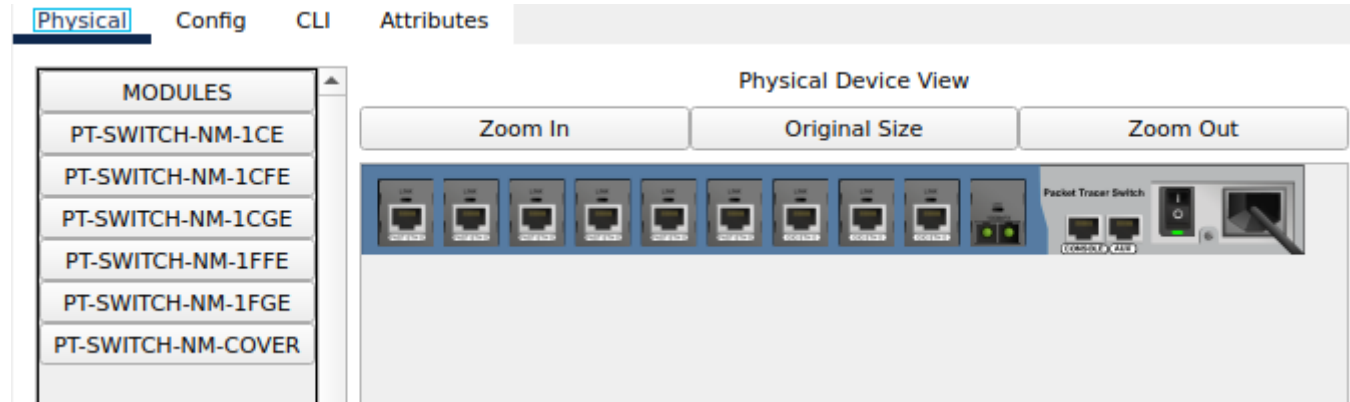 Physical Config CLI Attributes
MODULES
PT-SWITCH-NM-1CE
PT-SWITCH-NM-1CFE
PT-SWITCH-NM-1CGE
PT-SWITCH-NM-1FFE
PT-SWITCH-NM-1FGE
PT-SWITCH-NM-COVER
Physical Device View
Zoom In Original Size Zoom Out
Packet Tracer Switch
CONSOLE AUX